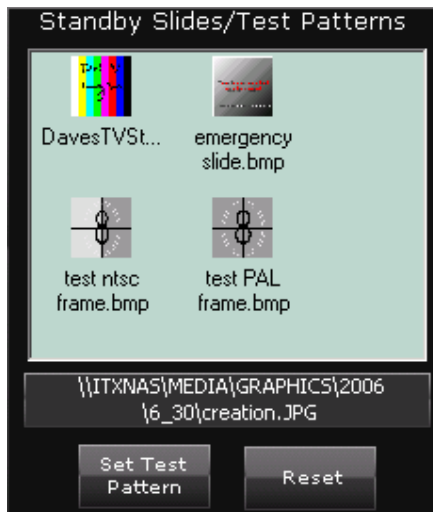 Standby Slides/Test Patterns
DavesTVSt...
emergency
slide.bmp
test ntsc
frame.bmp
test PAL
frame.bmp
\\ITXNAS\MEDIA\GRAPHICS\2006
\6_30\creation.JPG
Set Test
Pattern
Reset